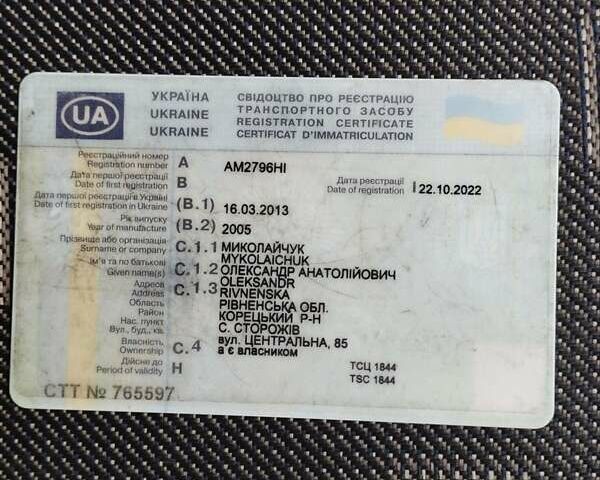 UA
УКРАЇНА
UKRAINE
UKRAINE
СВІДОЦТВО ПРО РЕЄСТРАЦІЮ
ТРАНСПОРТНОГО ЗАСОБУ
REGISTRATION CERTIFICATE
CERTIFICAT D'IMMATRICULATION
Реєстраційний номер
Registration number A AM2796HI
Дата першої реєстрації
Date of first registration B
Дата реєстрації
Date of registration I 22.10.2022
Дата першої реєстрації в Україні
Date of first registration in Ukraine (B.1) 16.03.2013
Рік випуску
Year of manufacture (B.2) 2005
Прізвище або організація C.1.1 МИКОЛАЙЧУК
Surname or company MYKOLAICHUK
Ім'я та по батькові C.1.2 ОЛЕКСАНДР АНАТОЛІЙОВИЧ
Given name(s) OLEKSANDR
Адреса C.1.3 RIVNENSKA
Address РІВНЕНСЬКА ОБЛ.
Область КОРЕЦЬКИЙ Р-Н
Район С. СТОРОЖІВ
Нас. пункт
Вул., буд., кв. вул. ЦЕНТРАЛЬНА, 85
Власність C.4 а є власником
Ownership
Дійсне до H
Period of validity
ТСЦ 1844
TSC 1844
СТТ № 765597